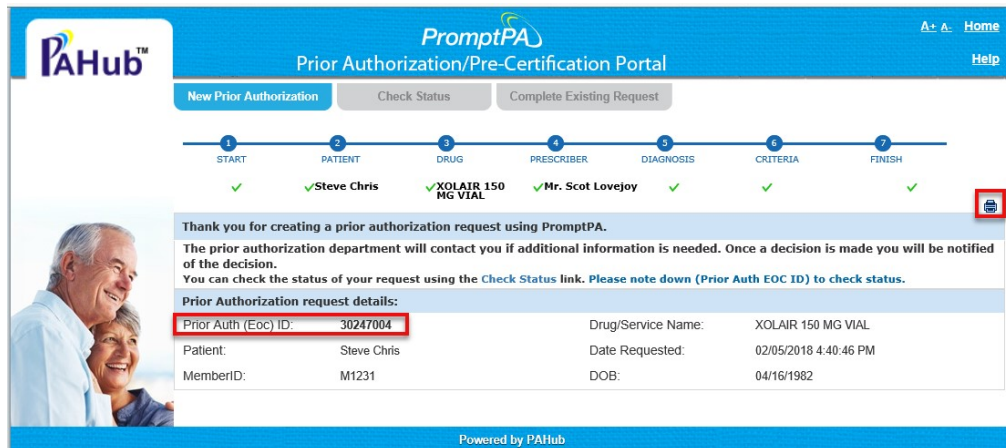 PAHub™
PromptPA
Prior Authorization/Pre-Certification Portal
A+ A- Home
Help
New Prior Authorization Check Status Complete Existing Request
1 2 3 4 5 6 7
START PATIENT DRUG PRESCRIBER DIAGNOSIS CRITERIA FINISH
Steve Chris XOLAIR 150 Mr. Scot Lovejoy
MG VIAL
Thank you for creating a prior authorization request using PromptPA.
The prior authorization department will contact you if additional information is needed. Once a decision is made you will be notified
of the decision.
You can check the status of your request using the Check Status link. Please note down (Prior Auth EOC ID) to check status.
Prior Authorization request details:
Prior Auth (Eoc) ID: 30247004 Drug/Service Name: XOLAIR 150 MG VIAL
Patient: Steve Chris Date Requested: 02/05/2018 4:40:46 PM
MemberID: M1231 DOB: 04/16/1982
Powered by PAHub